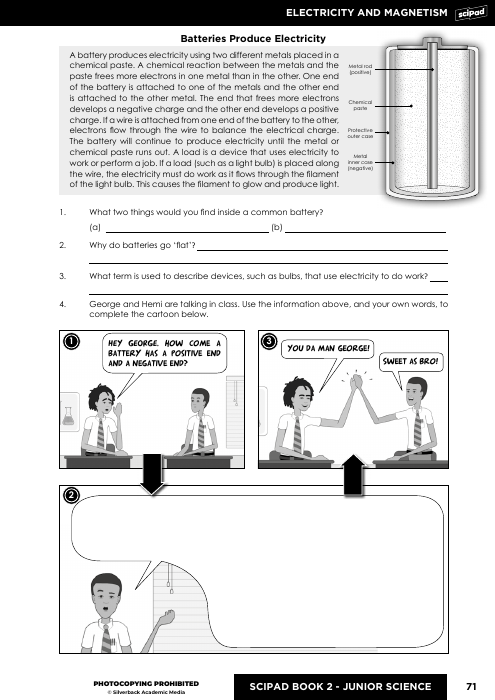 ELECTRICITY AND MAGNETISM
scipad
Batteries Produce Electricity
A battery produces electricity using two different metals placed in a
chemical paste. A chemical reaction between the metals and the
paste frees more electrons in one metal than in the other. One end
of the battery is attached to one of the metals and the other end
is attached to the other metal. The end that frees more electrons
develops a negative charge and the other end develops a positive
charge. If a wire is attached from one end of the battery to the other,
electrons flow through the wire to balance the electrical charge.
The battery will continue to produce electricity until the metal or
chemical paste runs out. A load is a device that uses electricity to
work or perform a job. If a load (such as a light bulb) is placed along
the wire, the electricity must do work as it flows through the filament
of the light bulb. This causes the filament to glow and produce light.
Metal rod
(positive)
Chemical
paste
Protective
outer case
Metal
inner case
(negative)
1. What two things would you find inside a common battery?
(a) (b)
2. Why do batteries go ‘flat’?
3. What term is used to describe devices, such as bulbs, that use electricity to do work?
4. George and Hemi are talking in class. Use the information above, and your own words, to
complete the cartoon below.
1
HEY GEORGE. HOW COME A
BATTERY HAS A POSITIVE END
AND A NEGATIVE END?
3
YOU DA MAN GEORGE!
SWEET AS BRO!
2
PHOTOCOPYING PROHIBITED
© Silverback Academic Media
SCIPAD BOOK 2 - JUNIOR SCIENCE
71